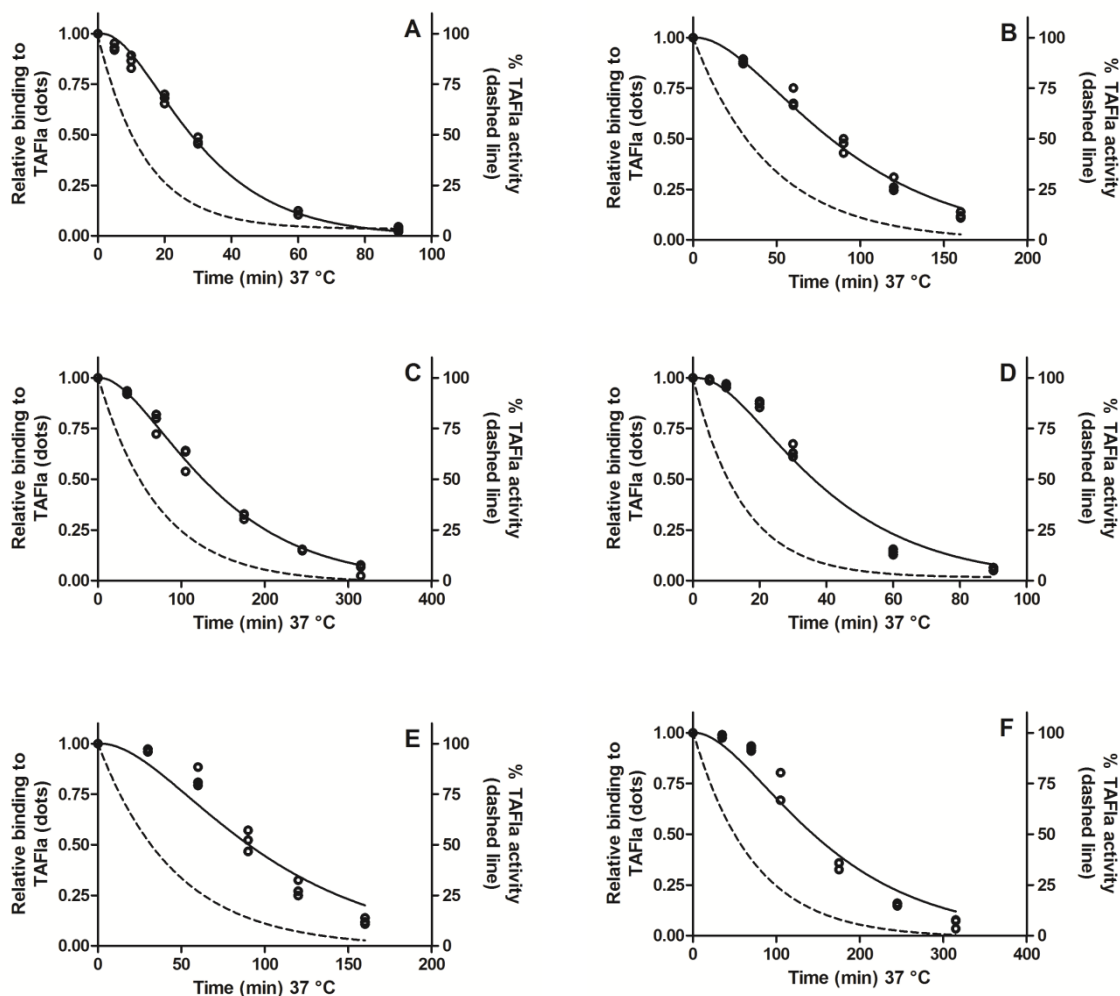 A
Relative binding to
TAFIa (dots)
1.00
0.75
0.50
0.25
0.00
100
75
50
25
0
% TAFIa activity
(dashed line)
0 20 40 60 80 100
Time (min) 37 °C
B
Relative binding to
TAFIa (dots)
1.00
0.75
0.50
0.25
0.00
100
75
50
25
0
% TAFIa activity
(dashed line)
0 50 100 150 200
Time (min) 37 °C
C
Relative binding to
TAFIa (dots)
1.00
0.75
0.50
0.25
0.00
100
75
50
25
0
% TAFIa activity
(dashed line)
0 100 200 300 400
Time (min) 37 °C
D
Relative binding to
TAFIa (dots)
1.00
0.75
0.50
0.25
0.00
100
75
50
25
0
% TAFIa activity
(dashed line)
0 20 40 60 80 100
Time (min) 37 °C
E
Relative binding to
TAFIa (dots)
1.00
0.75
0.50
0.25
0.00
100
75
50
25
0
% TAFIa activity
(dashed line)
0 50 100 150 200
Time (min) 37 °C
F
Relative binding to
TAFIa (dots)
1.00
0.75
0.50
0.25
0.00
100
75
50
25
0
% TAFIa activity
(dashed line)
0 100 200 300 400
Time (min) 37 °C